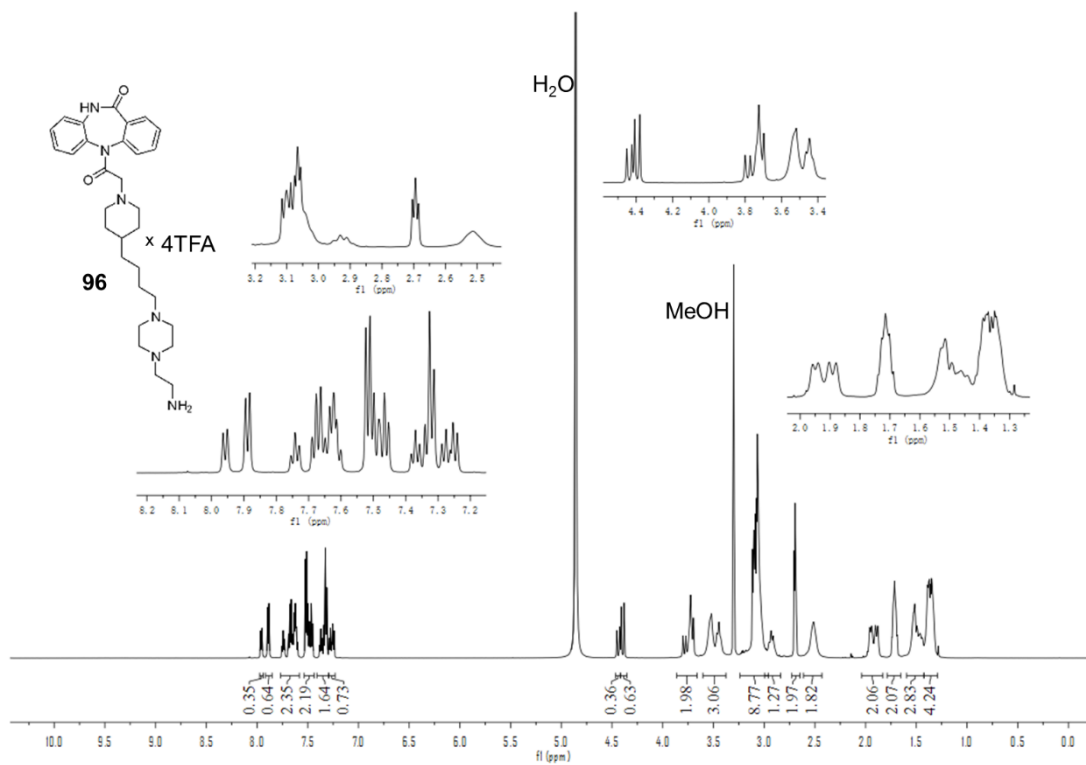 H₂O
O
HN
N
O
N
x 4TFA
96
N
N
NH₂
4.4 4.2 4.0 3.8 3.6 3.4
f1 (ppm)
3.2 3.1 3.0 2.9 2.8 2.7 2.6 2.5
f1 (ppm)
MeOH
2.0 1.9 1.8 1.7 1.6 1.5 1.4 1.3
f1 (ppm)
8.2 8.1 8.0 7.9 7.8 7.7 7.6 7.5 7.4 7.3 7.2
f1 (ppm)
0.35 0.64 2.35 2.19 1.64 0.73 0.36 0.63 1.98 3.06 8.77 1.27 1.97 1.82 2.06 2.07 2.83 4.24
10.0 9.5 9.0 8.5 8.0 7.5 7.0 6.5 6.0 5.5 5.0 4.5 4.0 3.5 3.0 2.5 2.0 1.5 1.0 0.5 0.0
f1 (ppm)